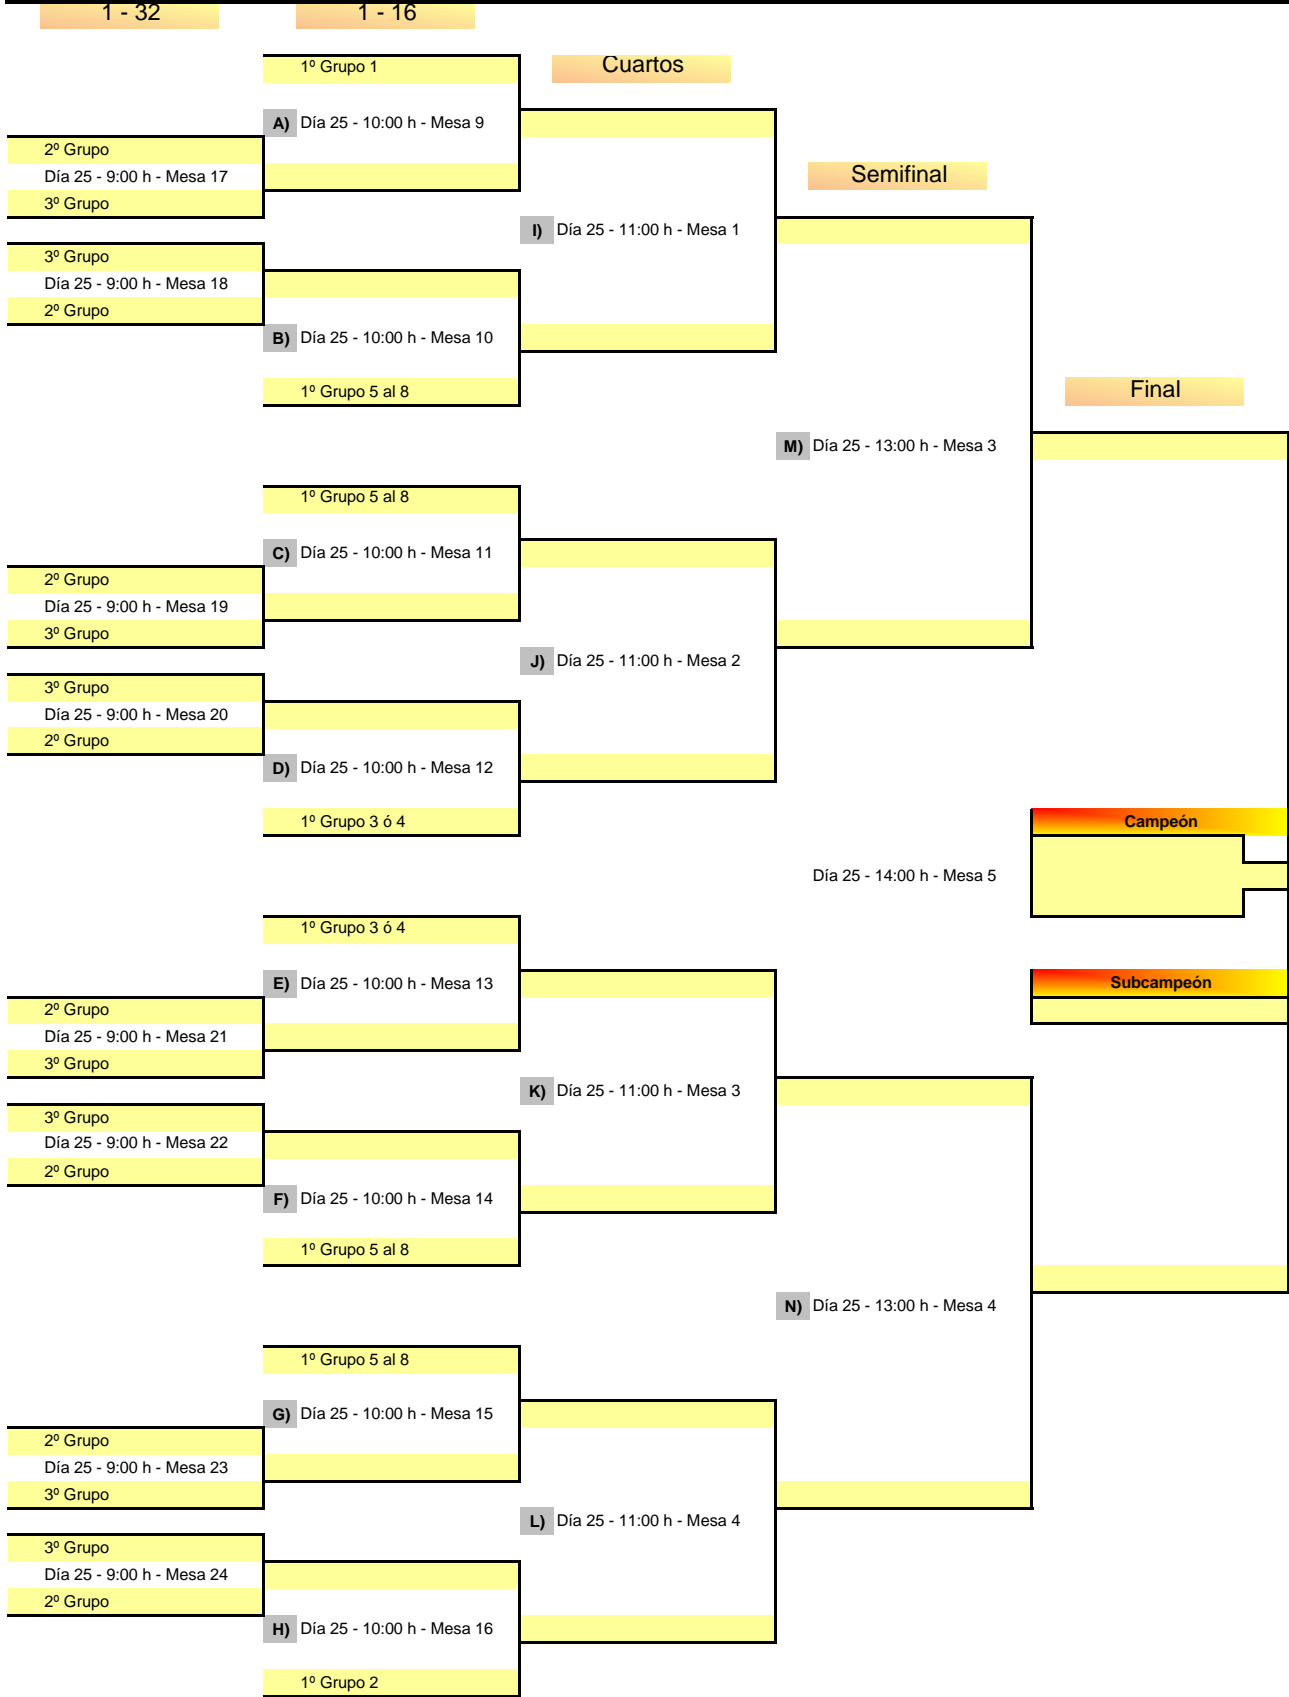 1 - 32
1 - 16
1º Grupo 1
Cuartos
A) Día 25 - 10:00 h - Mesa 9
2º Grupo
Día 25 - 9:00 h - Mesa 17
Semifinal
3º Grupo
I) Día 25 - 11:00 h - Mesa 1
3º Grupo
Día 25 - 9:00 h - Mesa 18
2º Grupo
B) Día 25 - 10:00 h - Mesa 10
1º Grupo 5 al 8
Final
M) Día 25 - 13:00 h - Mesa 3
1º Grupo 5 al 8
C) Día 25 - 10:00 h - Mesa 11
2º Grupo
Día 25 - 9:00 h - Mesa 19
3º Grupo
J) Día 25 - 11:00 h - Mesa 2
3º Grupo
Día 25 - 9:00 h - Mesa 20
2º Grupo
D) Día 25 - 10:00 h - Mesa 12
1º Grupo 3 ó 4
Campeón
Día 25 - 14:00 h - Mesa 5
1º Grupo 3 ó 4
E) Día 25 - 10:00 h - Mesa 13
Subcampeón
2º Grupo
Día 25 - 9:00 h - Mesa 21
3º Grupo
K) Día 25 - 11:00 h - Mesa 3
3º Grupo
Día 25 - 9:00 h - Mesa 22
2º Grupo
F) Día 25 - 10:00 h - Mesa 14
1º Grupo 5 al 8
N) Día 25 - 13:00 h - Mesa 4
1º Grupo 5 al 8
G) Día 25 - 10:00 h - Mesa 15
2º Grupo
Día 25 - 9:00 h - Mesa 23
3º Grupo
L) Día 25 - 11:00 h - Mesa 4
3º Grupo
Día 25 - 9:00 h - Mesa 24
2º Grupo
H) Día 25 - 10:00 h - Mesa 16
1º Grupo 2